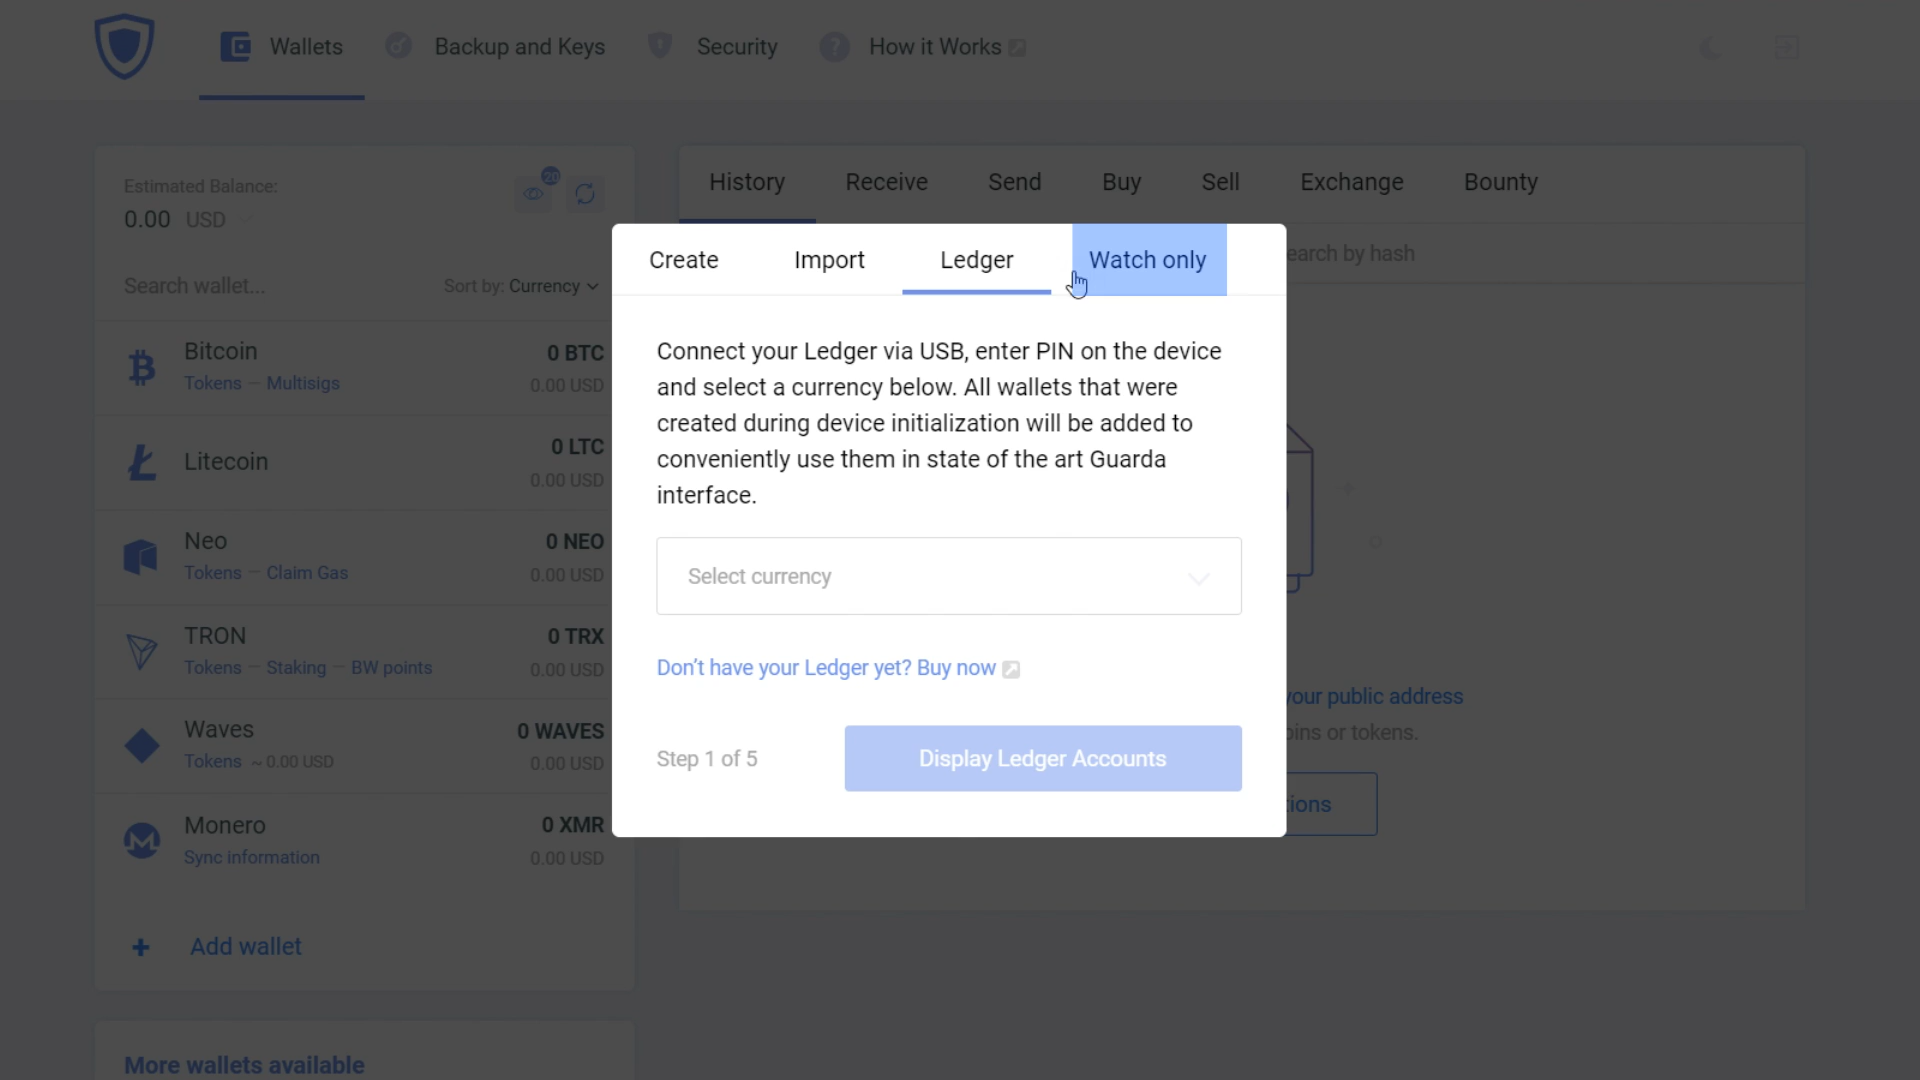 Wallets
Backup and Keys
Security
How it Works
Estimated Balance:
20
0.00 USD
Search wallet...
Sort by: Currency
Bitcoin
0 BTC
Tokens — Multisigs
0.00 USD
Litecoin
0 LTC
0.00 USD
Neo
0 NEO
Tokens — Claim Gas
0.00 USD
TRON
0 TRX
Tokens — Staking — BW points
0.00 USD
Waves
0 WAVES
Tokens ~ 0.00 USD
0.00 USD
Monero
0 XMR
Sync information
0.00 USD
+ Add wallet
More wallets available
History
Receive
Send
Buy
Sell
Exchange
Bounty
earch by hash
your public address
ins or tokens.
tions
Create
Import
Ledger
Watch only
Connect your Ledger via USB, enter PIN on the device
and select a currency below. All wallets that were
created during device initialization will be added to
conveniently use them in state of the art Guarda
interface.
Select currency
Don't have your Ledger yet? Buy now
Step 1 of 5
Display Ledger Accounts